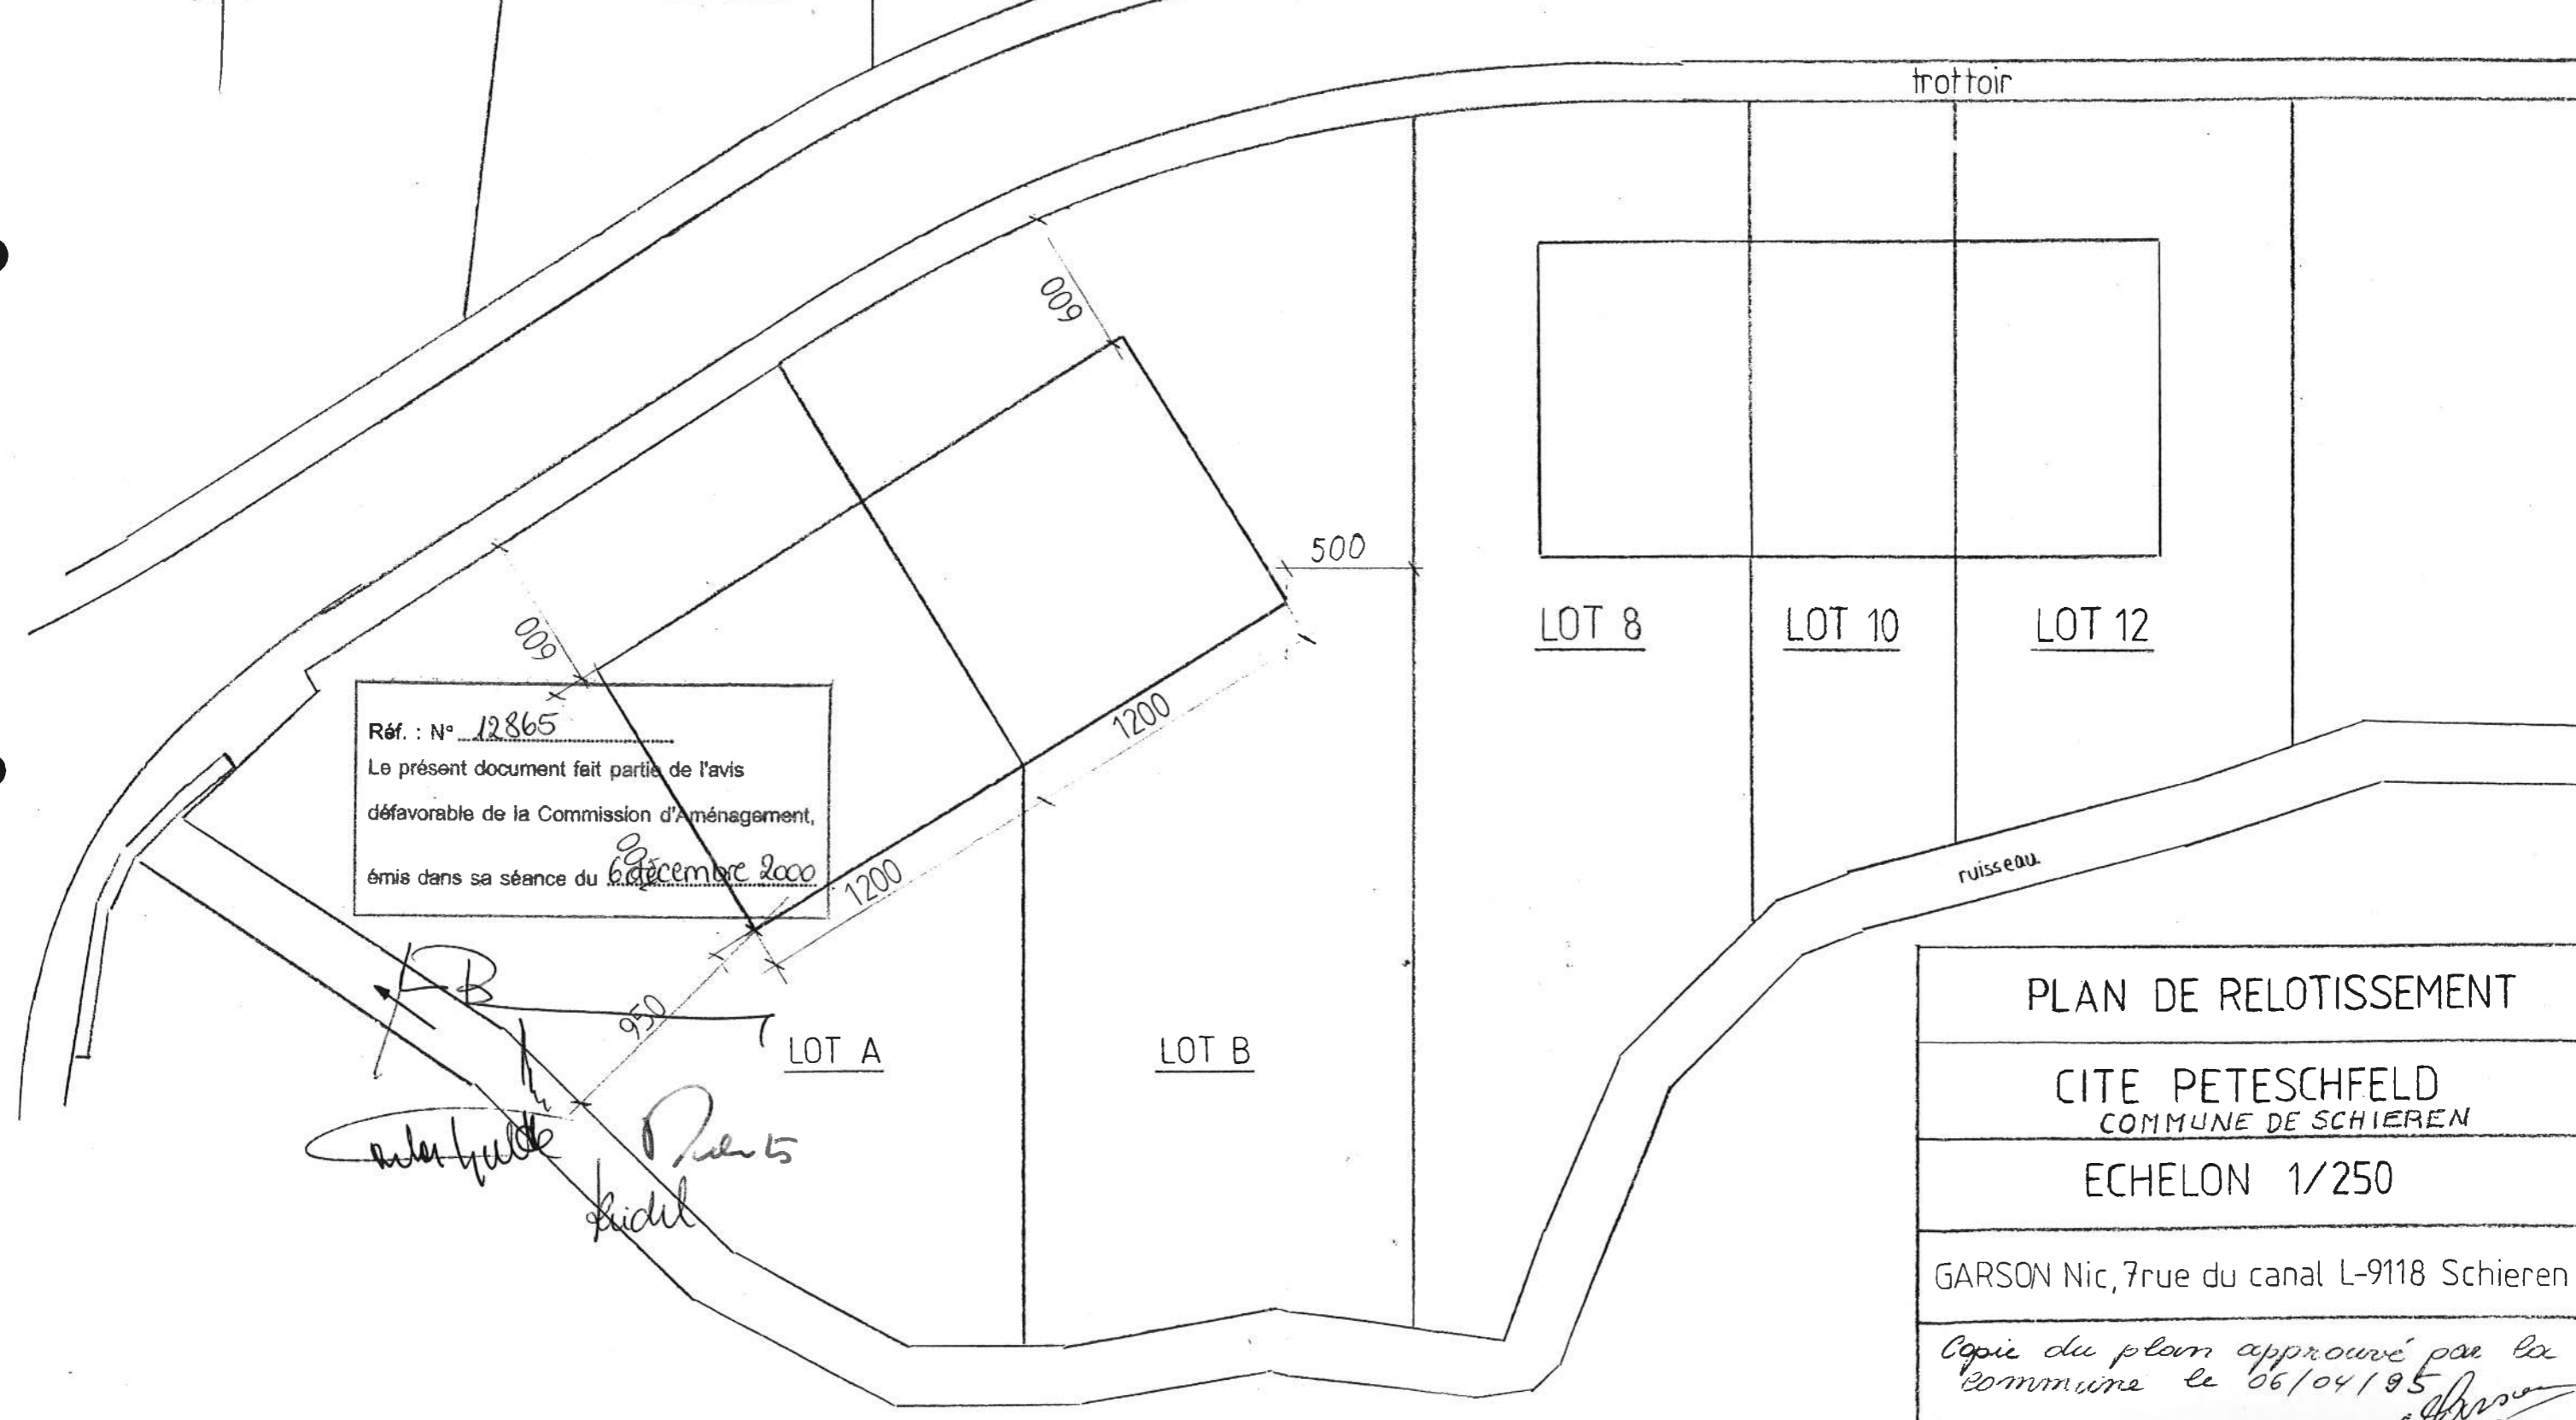 trottoir
600
500
600
LOT 8
LOT 10
LOT 12
1200
Réf. : N° 12865
Le présent document fait partie de l'avis
défavorable de la Commission d'Aménagement,
émis dans sa séance du 6 décembre 2000
1200
ruisseau
950
LOT A
LOT B
PLAN DE RELOTISSEMENT
CITE PETESCHFELD
COMMUNE DE SCHIEREN
ECHELON 1/250
GARSON Nic, 7rue du canal L-9118 Schieren
Copie du plan approuvé par la
commune le 06/04/95